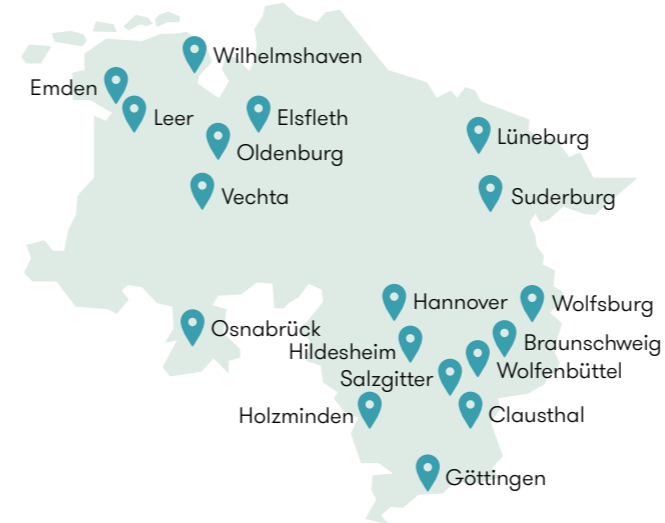 Wilhelmshaven
Emden
Leer
Elsfleth
Oldenburg
Lüneburg
Vechta
Suderburg
Hannover
Wolfsburg
Osnabrück
Braunschweig
Hildesheim
Wolfenbüttel
Salzgitter
Holzminden
Clausthal
Göttingen